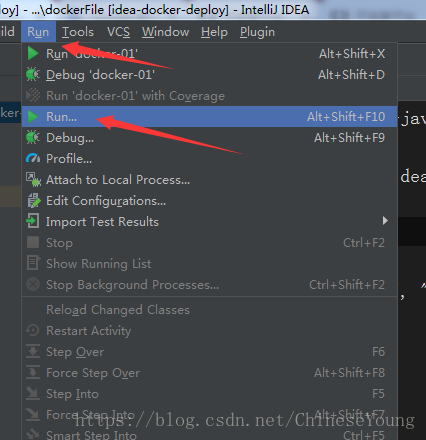 oy] - ...\dockerFile [idea-docker-deploy] - IntelliJ IDEA
ild Run Tools VCS Window Help Plugin
Run 'docker-01' Alt+Shift+X
Debug 'docker-01' Alt+Shift+D
Run 'docker-01' with Coverage
Run... Alt+Shift+F10
Debug... Alt+Shift+F9
Profile...
Attach to Local Process...
Edit Configurations...
Import Test Results
Stop Ctrl+F2
Show Running List
Stop Background Processes... Ctrl+Shift+F2
Reload Changed Classes
Restart Activity
Step Over F6
Force Step Over Alt+Shift+F8
Step Into F5
Force Step Into Alt+Shift+F7
Smart Step Into Ctrl+F5
ker-
-jav
dea
, "
https://blog.csdn.net/ChineseYoung